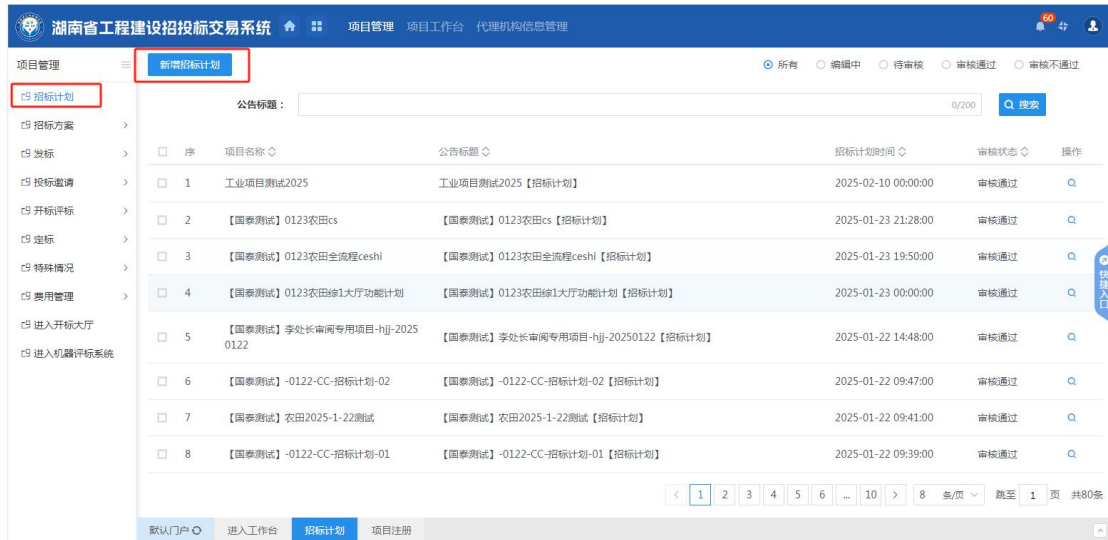 湖南省工程建设招投标交易系统 项目管理 项目工作台 代理机构信息管理 60
项目管理 新增招标计划 所有 编辑中 待审核 审核通过 审核不通过
招标计划 公告标题： 0/200 搜索
招标方案
发标 序 项目名称 公告标题 招标计划时间 审核状态 操作
投标邀请 1 工业项目测试2025 工业项目测试2025【招标计划】 2025-02-10 00:00:00 审核通过
开标评标 2 【国泰测试】0123农田cs 【国泰测试】0123农田cs【招标计划】 2025-01-23 21:28:00 审核通过
定标
特殊情况 3 【国泰测试】0123农田全流程ceshi 【国泰测试】0123农田全流程ceshi【招标计划】 2025-01-23 19:50:00 审核通过
费用管理 4 【国泰测试】0123农田综1大厅功能计划 【国泰测试】0123农田综1大厅功能计划【招标计划】 2025-01-23 00:00:00 审核通过
快捷入口
进入开标大厅
进入机器评标系统
5 【国泰测试】李处长审阅专用项目-hjj-2025 【国泰测试】李处长审阅专用项目-hjj-20250122【招标计划】 2025-01-22 14:48:00 审核通过
0122
6 【国泰测试】-0122-CC-招标计划-02 【国泰测试】-0122-CC-招标计划-02【招标计划】 2025-01-22 09:47:00 审核通过
7 【国泰测试】农田2025-1-22测试 【国泰测试】农田2025-1-22测试【招标计划】 2025-01-22 09:41:00 审核通过
8 【国泰测试】-0122-CC-招标计划-01 【国泰测试】-0122-CC-招标计划-01【招标计划】 2025-01-22 09:39:00 审核通过
< 1 2 3 4 5 6 ... 10 > 8 条/页 跳至 1 页 共80条
默认门户 进入工作台 招标计划 项目注册